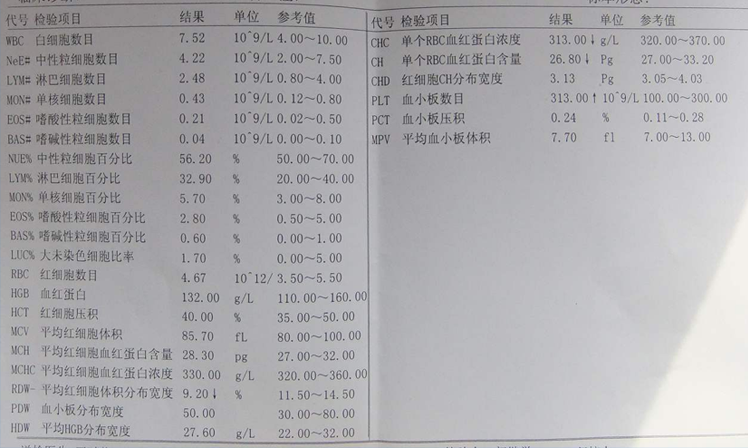 代号 检验项目 结果 单位 参考值
WBC 白细胞数目 7.52 10^9/L 4.00～10.00
NeE# 中性粒细胞数目 4.22 10^9/L 2.00～7.50
LYM# 淋巴细胞数目 2.48 10^9/L 0.80～4.00
MON# 单核细胞数目 0.43 10^9/L 0.12～0.80
EOS# 嗜酸性粒细胞数目 0.21 10^9/L 0.02～0.50
BAS# 嗜碱性粒细胞数目 0.04 10^9/L 0.00～0.10
NUE% 中性粒细胞百分比 56.20 % 50.00～70.00
LYM% 淋巴细胞百分比 32.90 % 20.00～40.00
MON% 单核细胞百分比 5.70 % 3.00～8.00
EOS% 嗜酸性粒细胞百分比 2.80 % 0.50～5.00
BAS% 嗜碱性粒细胞百分比 0.60 % 0.00～1.00
LUC% 大未染色细胞比率 1.70 % 0.00～5.00
RBC 红细胞数目 4.67 10^12/ 3.50～5.50
HGB 血红蛋白 132.00 g/L 110.00～160.00
HCT 红细胞压积 40.00 % 35.00～50.00
MCV 平均红细胞体积 85.70 fL 80.00～100.00
MCH 平均红细胞血红蛋白含量 28.30 pg 27.00～32.00
MCHC 平均红细胞血红蛋白浓度 330.00 g/L 320.00～360.00
RDW- 平均红细胞体积分布宽度 9.20↓ % 11.50～14.50
PDW 血小板分布宽度 50.00 30.00～80.00
HDW 平均HGB分布宽度 27.60 g/L 22.00～32.00
代号 检验项目 结果 单位 参考值
CHC 单个RBC血红蛋白浓度 313.00↓ g/L 320.00～370.00
CH 单个RBC血红蛋白含量 26.80↓ Pg 27.00～33.20
CHD 红细胞CH分布宽度 3.13 Pg 3.05～4.03
PLT 血小板数目 313.00↑ 10^9/L 100.00～300.00
PCT 血小板压积 0.24 % 0.11～0.28
MPV 平均血小板体积 7.70 fl 7.00～13.00